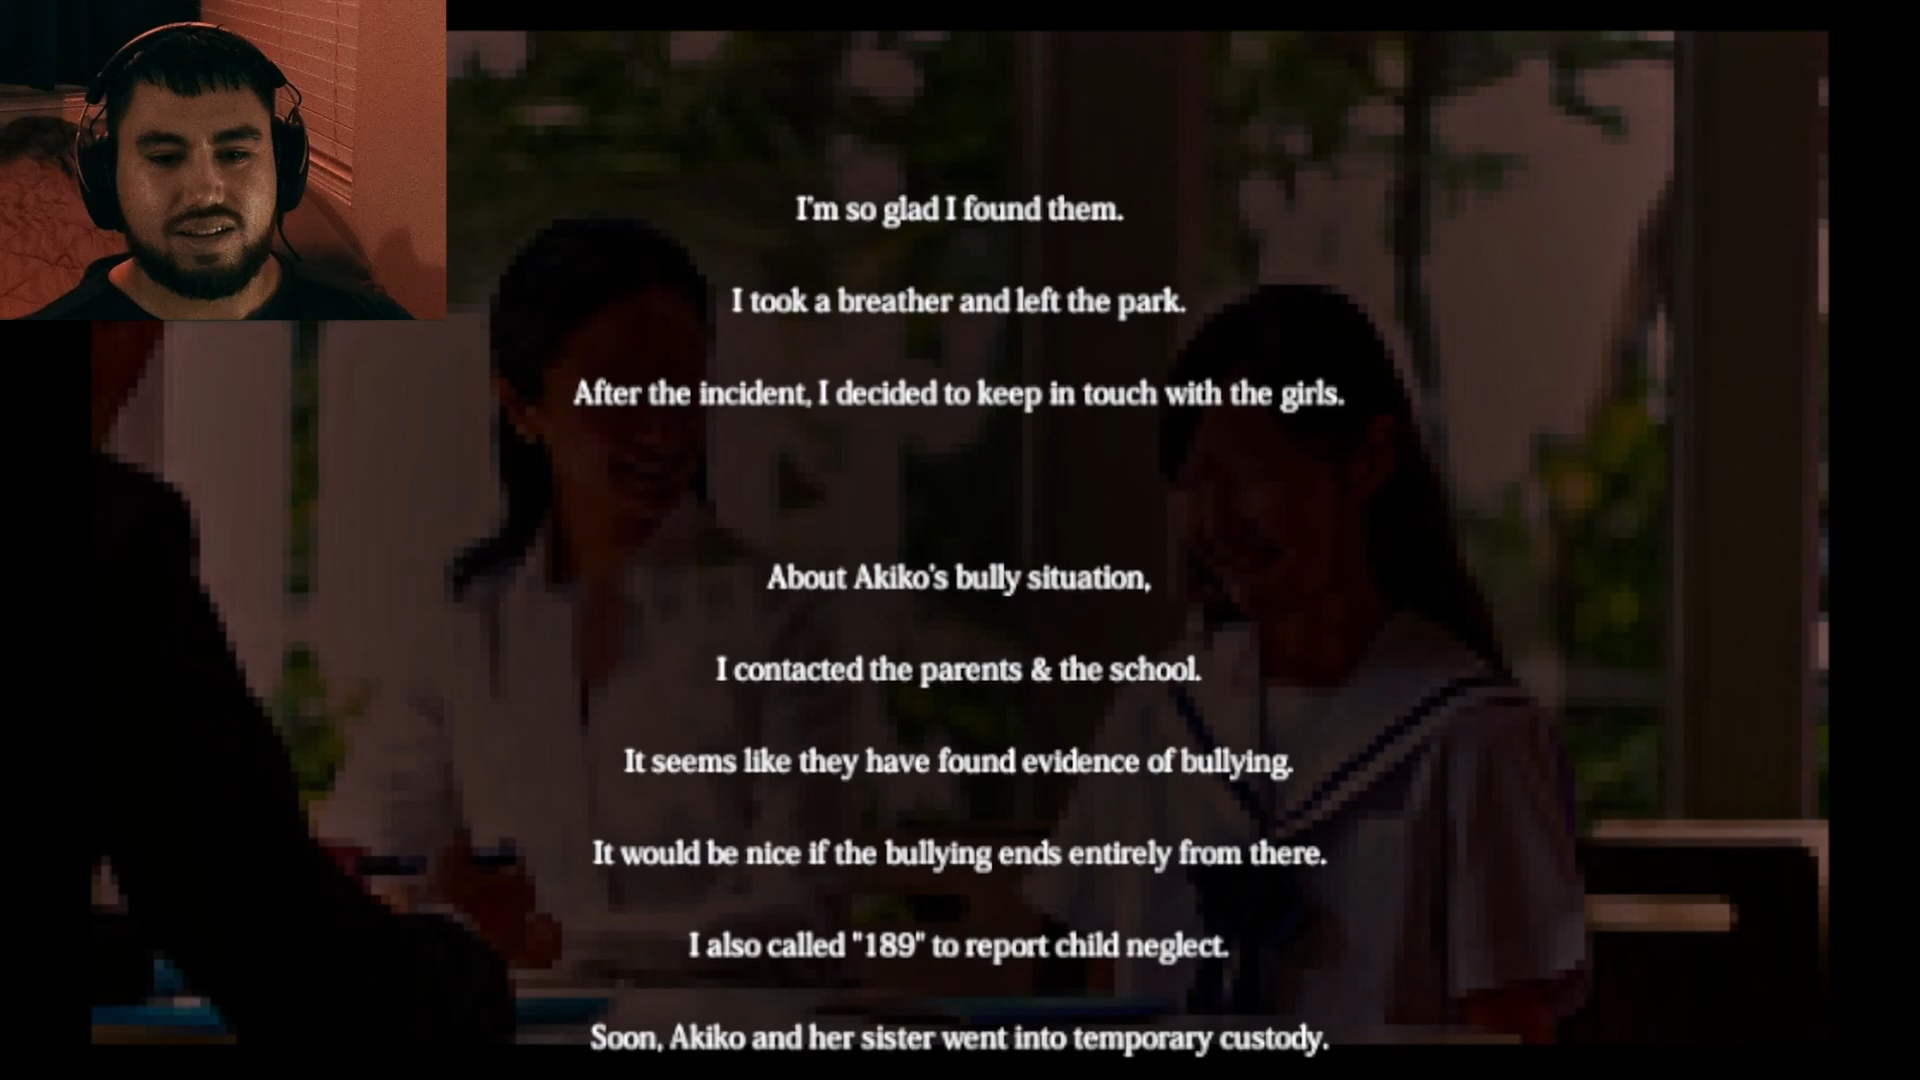 I'm so glad I found them.
I took a breather and left the park.
After the incident, I decided to keep in touch with the girls.
About Akiko's bully situation,
I contacted the parents & the school.
It seems like they have found evidence of bullying.
It would be nice if the bullying ends entirely from there.
I also called "189" to report child neglect.
Soon, Akiko and her sister went into temporary custody.